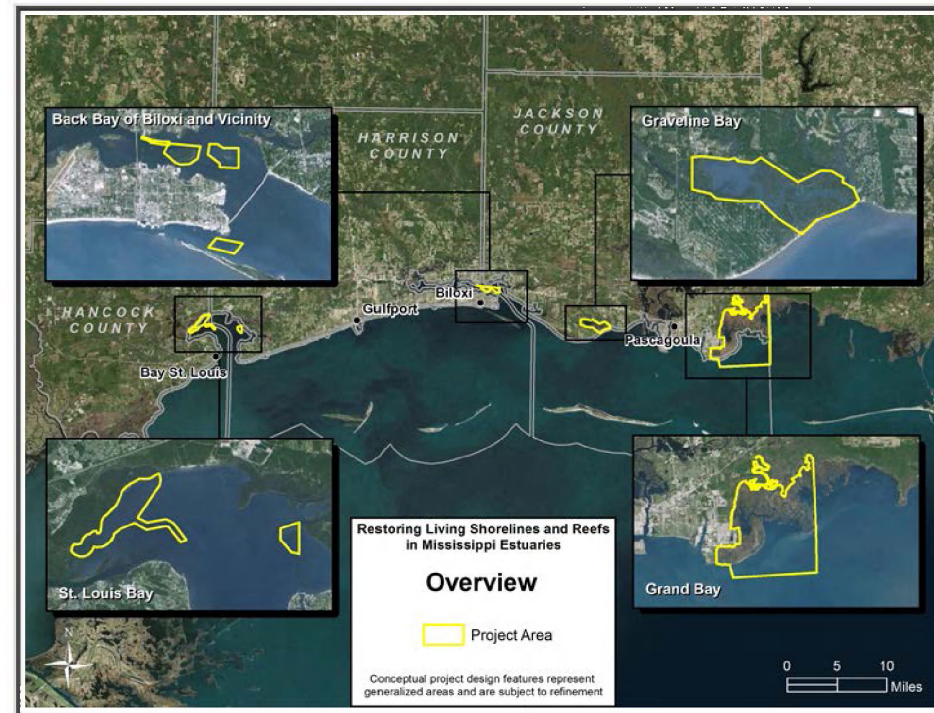 Back Bay of Biloxi and Vicinity
HARRISON
COUNTY
JACKSON
COUNTY
Graveline Bay
HANCOCK
COUNTY
Biloxi
Gulfport
Pascagoula
Bay St. Louis
St. Louis Bay
Grand Bay
Restoring Living Shorelines and Reefs
in Mississippi Estuaries
Overview
Project Area
Conceptual project design features represent
generalized areas and are subject to refinement
N
0 5 10
Miles